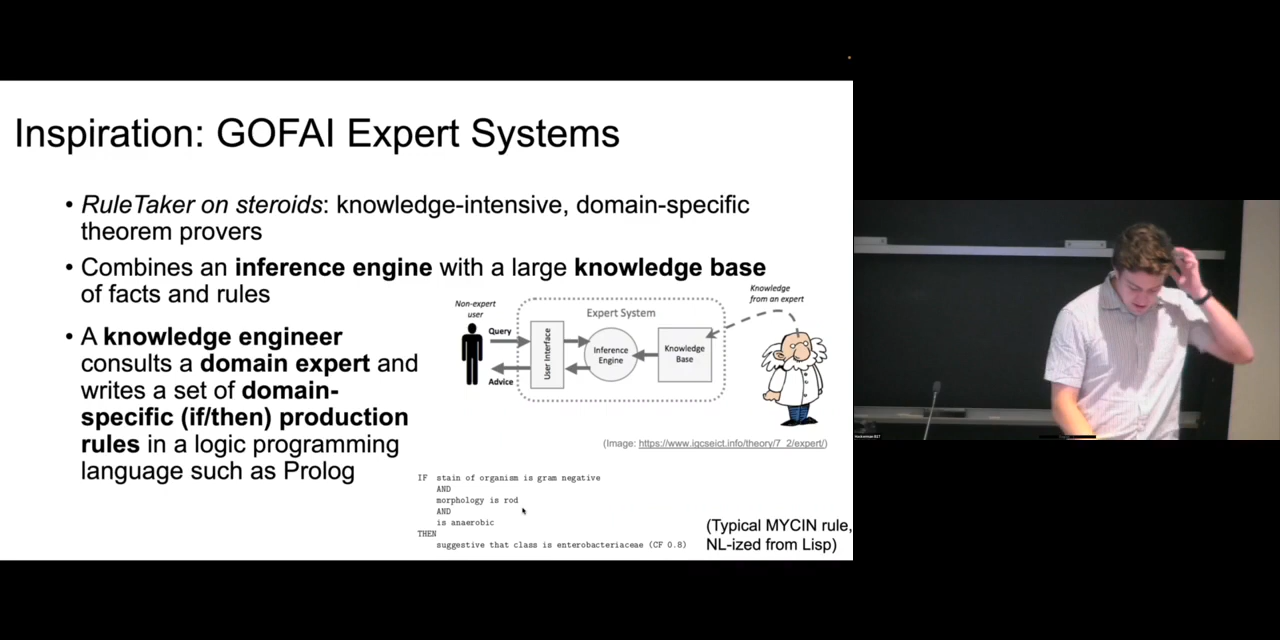 Inspiration: GOFAI Expert Systems
• RuleTaker on steroids: knowledge-intensive, domain-specific
theorem provers
• Combines an inference engine with a large knowledge base
of facts and rules
• A knowledge engineer
consults a domain expert and
writes a set of domain-
specific (if/then) production
rules in a logic programming
language such as Prolog
Non-expert
user
Query
Advice
Expert System
User Interface
Inference
Engine
Knowledge
Base
Knowledge
from an expert
(Image: https://www.igcseict.info/theory/7_2/expert/)
IF stain of organism is gram negative
AND
morphology is rod
AND
is anaerobic
THEN
suggestive that class is enterobacteriaceae (CF 0.8)
(Typical MYCIN rule,
NL-ized from Lisp)